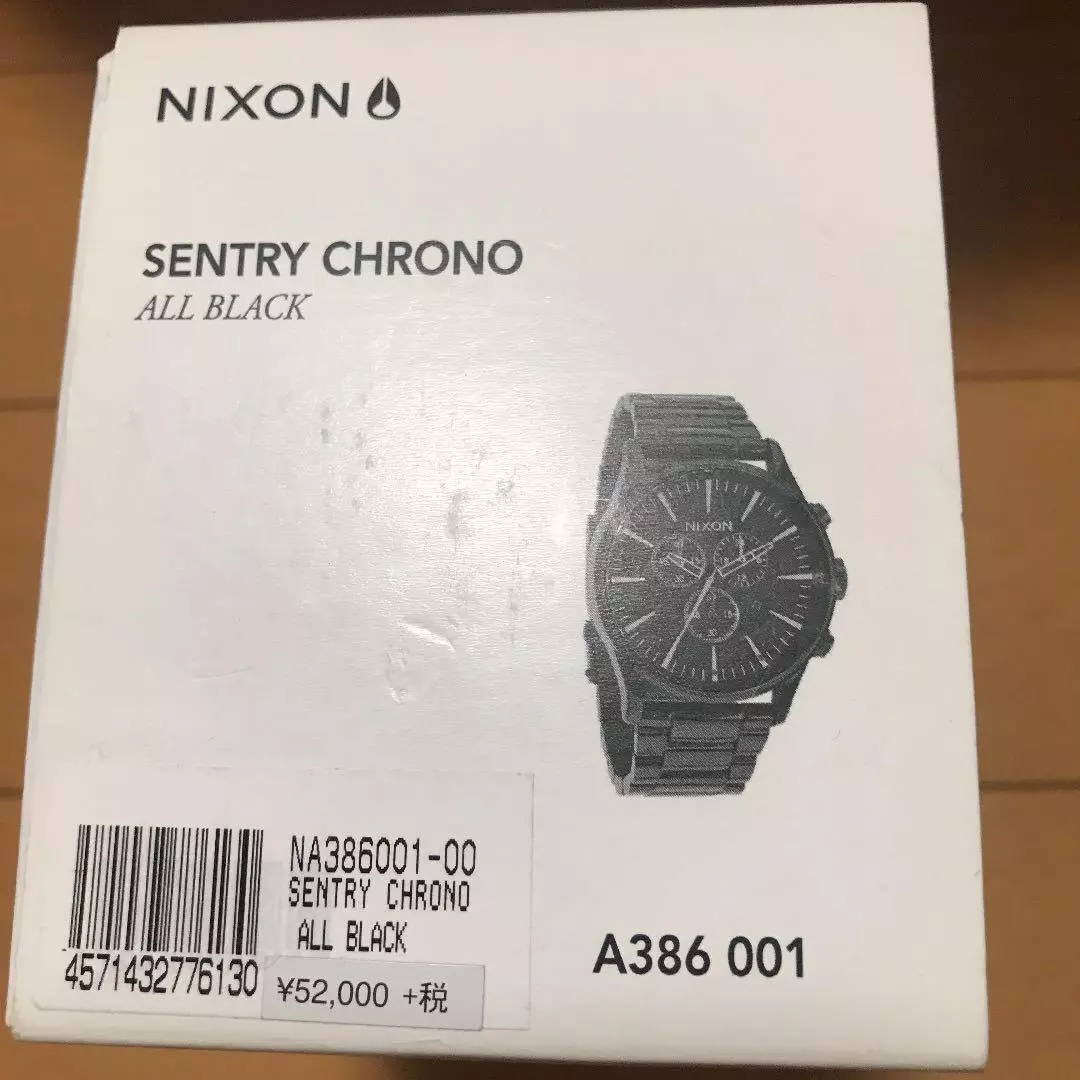 NIXON
SENTRY CHRONO
ALL BLACK
NIXON
NA386001-00
SENTRY CHRONO
ALL BLACK
4571432776130
¥52,000 +税
A386 001